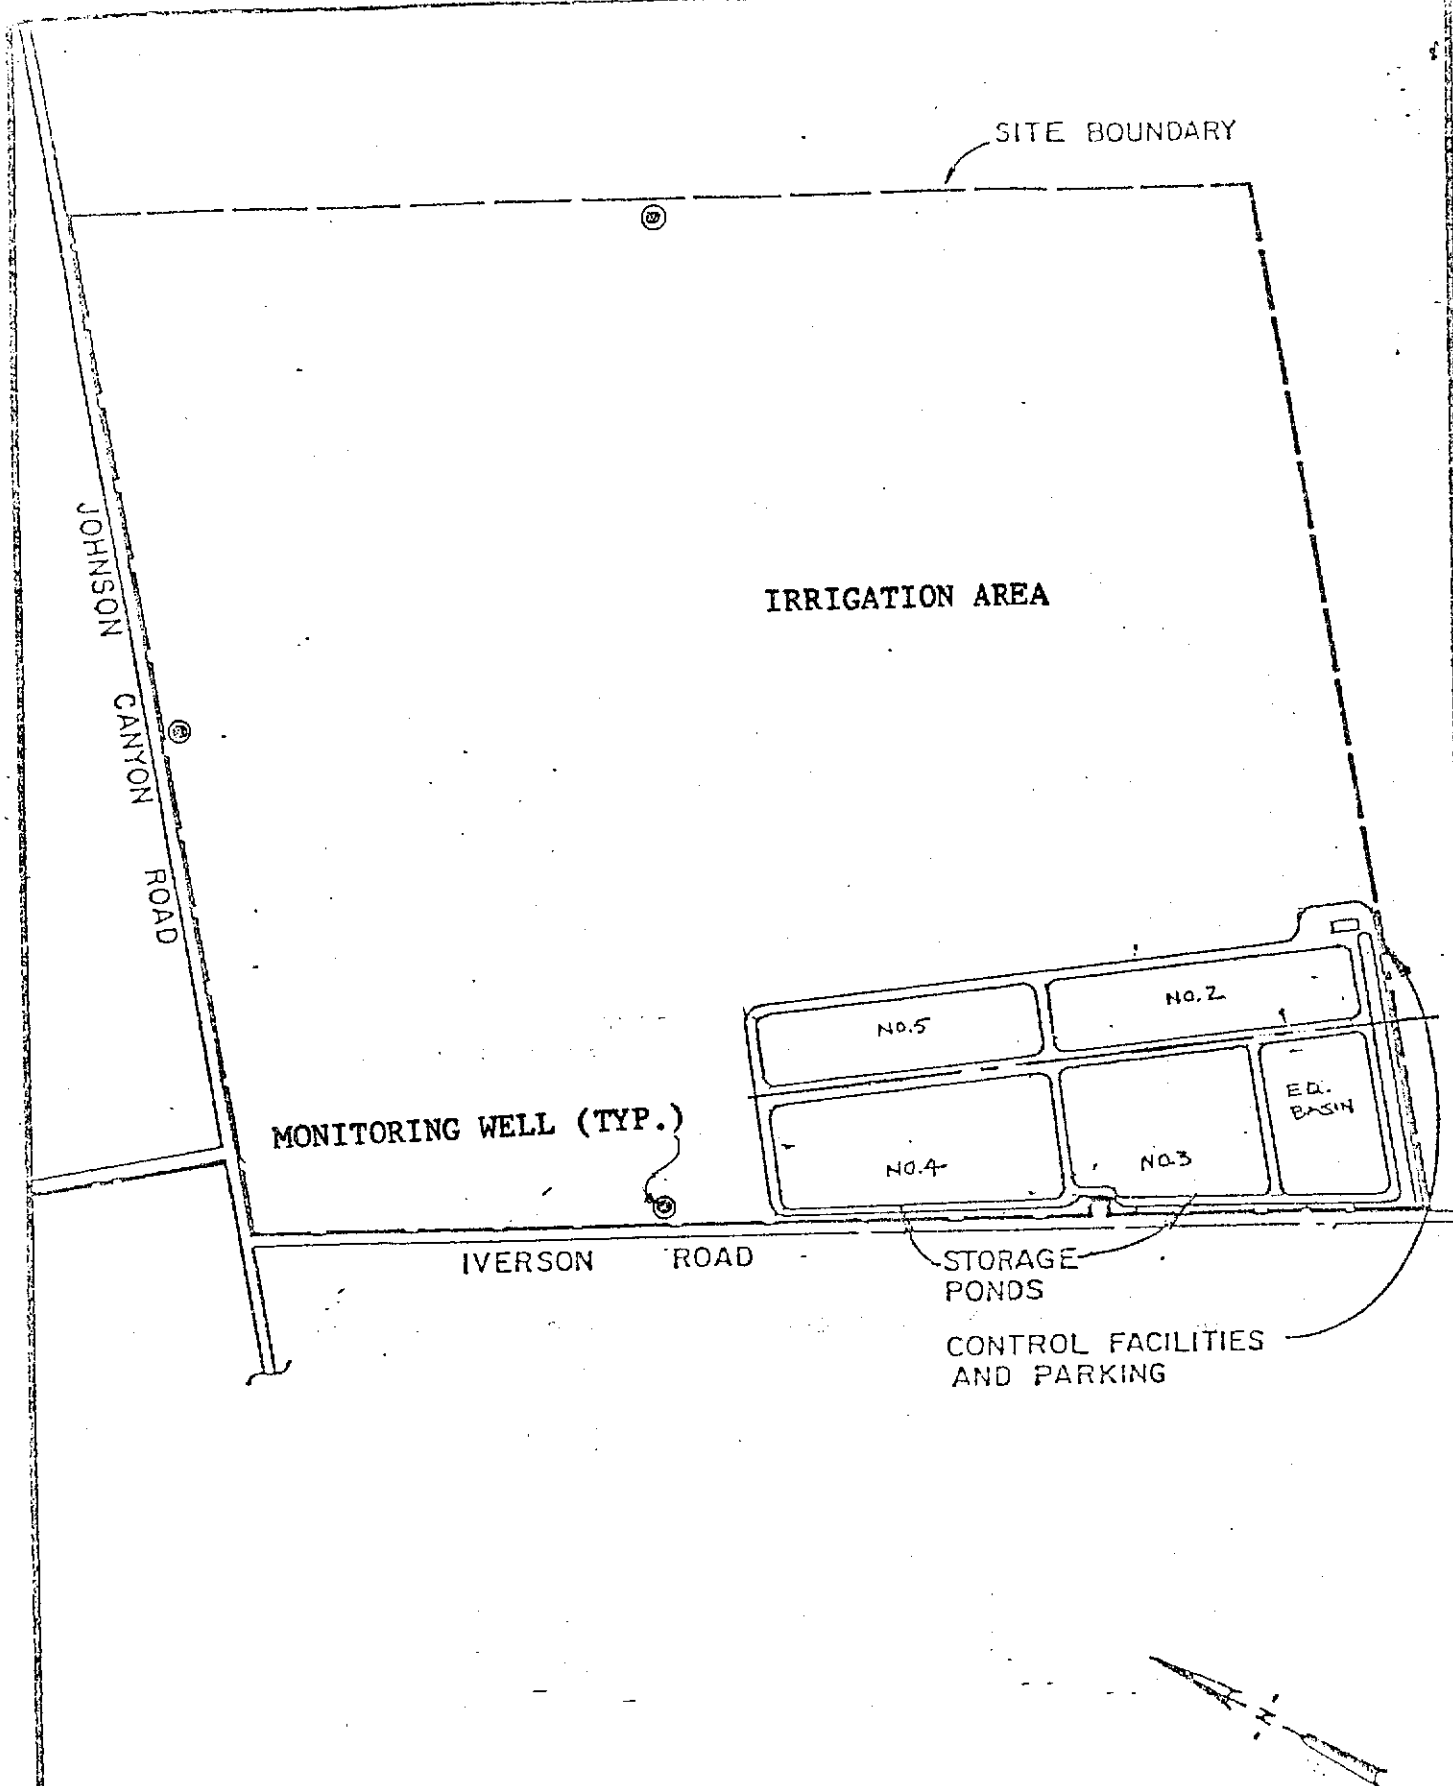 SITE BOUNDARY
IRRIGATION AREA
JOHNSON CANYON ROAD
NO.5
NO.2
EQ.
BASIN
MONITORING WELL (TYP.)
NO.4
NO.3
IVERSON ROAD
STORAGE
PONDS
CONTROL FACILITIES
AND PARKING
N